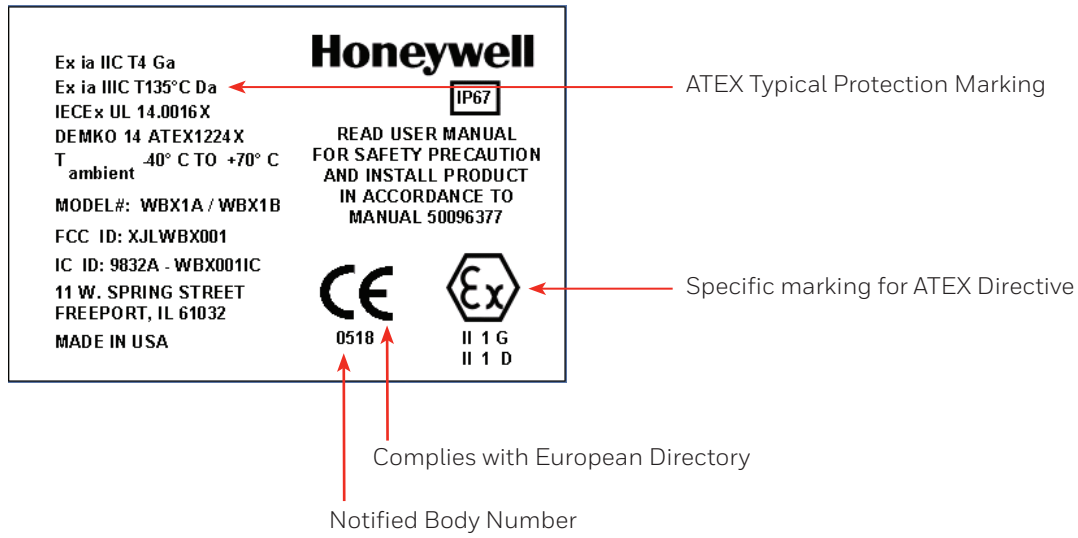 Ex ia IIC T4 Ga
Ex ia IIIC T135°C Da
IECEx UL 14.0016X
DEMKO 14 ATEX1224X
T ambient -40° C TO +70° C
MODEL#: WBX1A / WBX1B
FCC ID: XJLWBX001
IC ID: 9832A - WBX001IC
11 W. SPRING STREET
FREEPORT, IL 61032
MADE IN USA
Honeywell
IP67
READ USER MANUAL
FOR SAFETY PRECAUTION
AND INSTALL PRODUCT
IN ACCORDANCE TO
MANUAL 50096377
CE
0518
Ex
II 1 G
II 1 D
ATEX Typical Protection Marking
Specific marking for ATEX Directive
Complies with European Directory
Notified Body Number